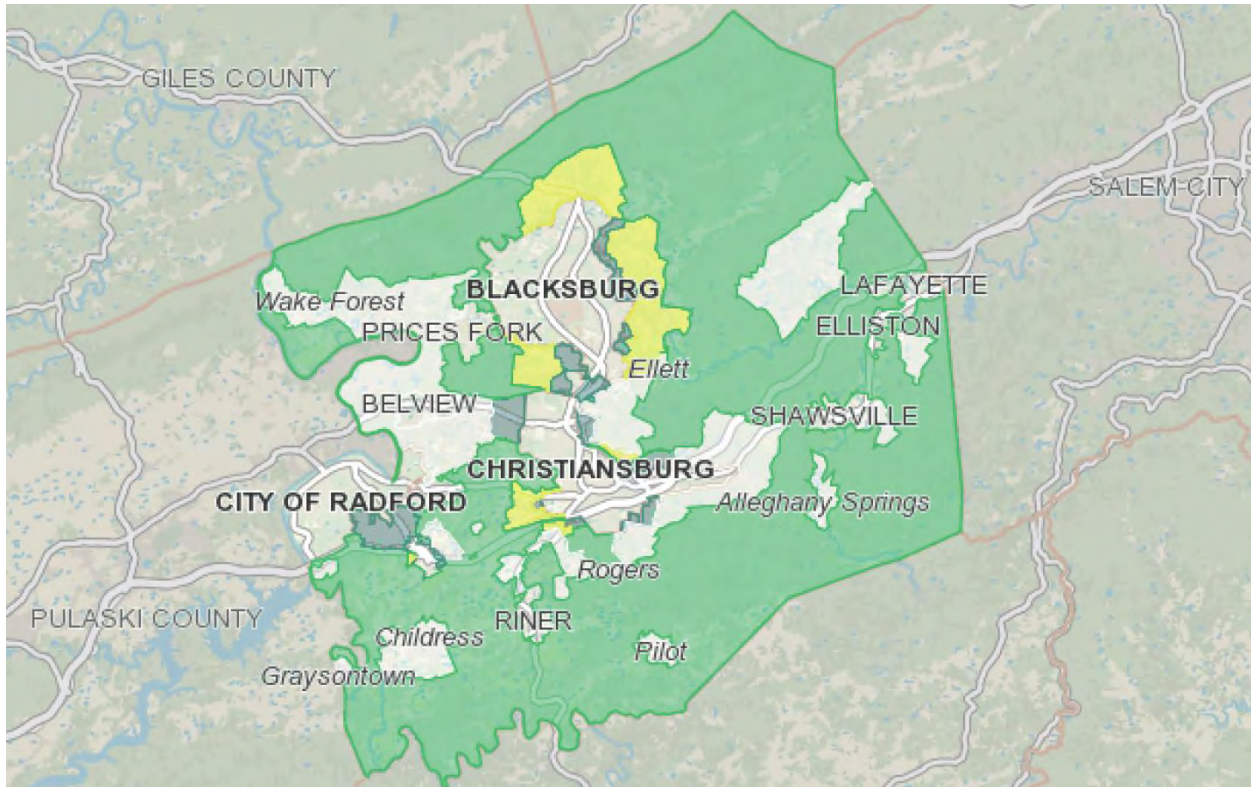 GILES COUNTY
SALEM CITY
BLACKSBURG
LAFAYETTE
Wake Forest
PRICES FORK
ELLISTON
Ellett
BELVIEW
SHAWSVILLE
CHRISTIANSBURG
CITY OF RADFORD
Alleghany Springs
Rogers
PULASKI COUNTY
RINER
Childress
Pilot
Graysontown